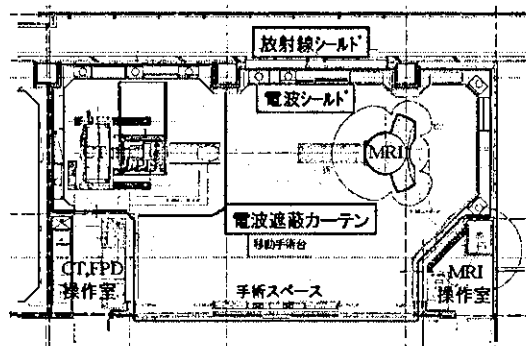 放射線シールド
電波シールド
MRI
電波遮蔽カーテン
移動手術台
CT,FPD
操作室
手術スペース
MRI
操作室